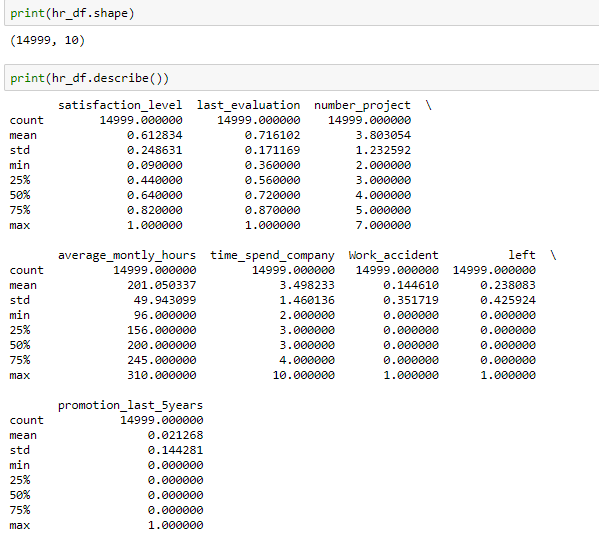 print(hr_df.shape)
(14999, 10)
print(hr_df.describe())
satisfaction_level last_evaluation number_project \
count 14999.000000 14999.000000 14999.000000
mean 0.612834 0.716102 3.803054
std 0.248631 0.171169 1.232592
min 0.090000 0.360000 2.000000
25% 0.440000 0.560000 3.000000
50% 0.640000 0.720000 4.000000
75% 0.820000 0.870000 5.000000
max 1.000000 1.000000 7.000000
average_montly_hours time_spend_company Work_accident left \
count 14999.000000 14999.000000 14999.000000 14999.000000
mean 201.050337 3.498233 0.144610 0.238083
std 49.943099 1.460136 0.351719 0.425924
min 96.000000 2.000000 0.000000 0.000000
25% 156.000000 3.000000 0.000000 0.000000
50% 200.000000 3.000000 0.000000 0.000000
75% 245.000000 4.000000 0.000000 0.000000
max 310.000000 10.000000 1.000000 1.000000
promotion_last_5years
count 14999.000000
mean 0.021268
std 0.144281
min 0.000000
25% 0.000000
50% 0.000000
75% 0.000000
max 1.000000